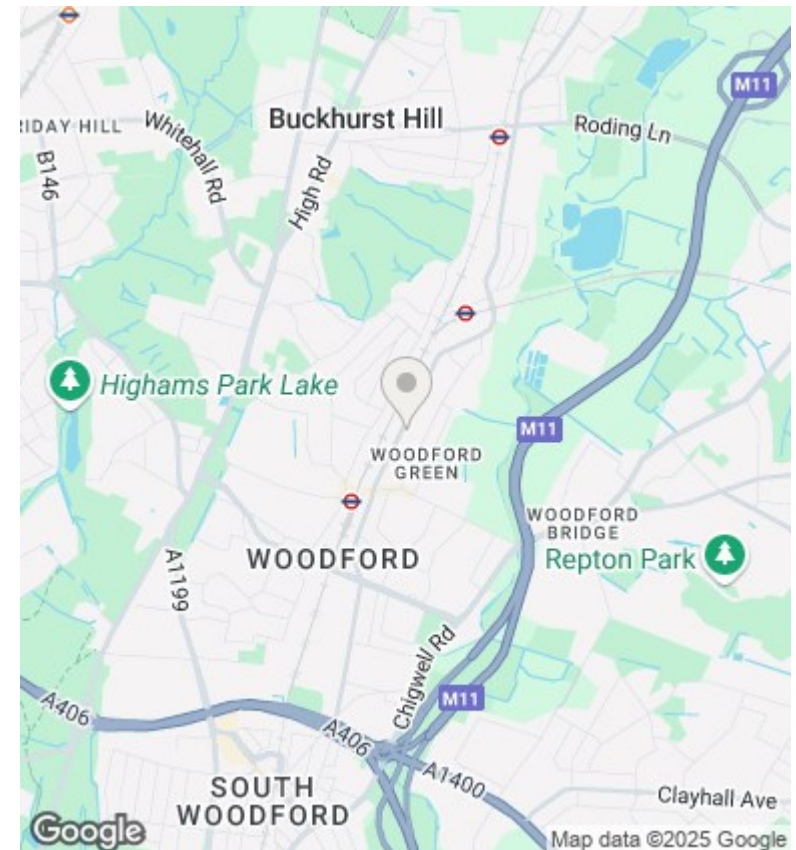 M11
Buckhurst Hill
RIDAY HILL
Whitehall Rd
Roding Ln
B146
High Rd
Highams Park Lake
M11
WOODFORD
GREEN
WOODFORD
BRIDGE
WOODFORD
Repton Park
A1199
Chigwell Rd
M11
A406
A406
A1400
SOUTH
WOODFORD
Clayhall Ave
Google
Map data ©2025 Google